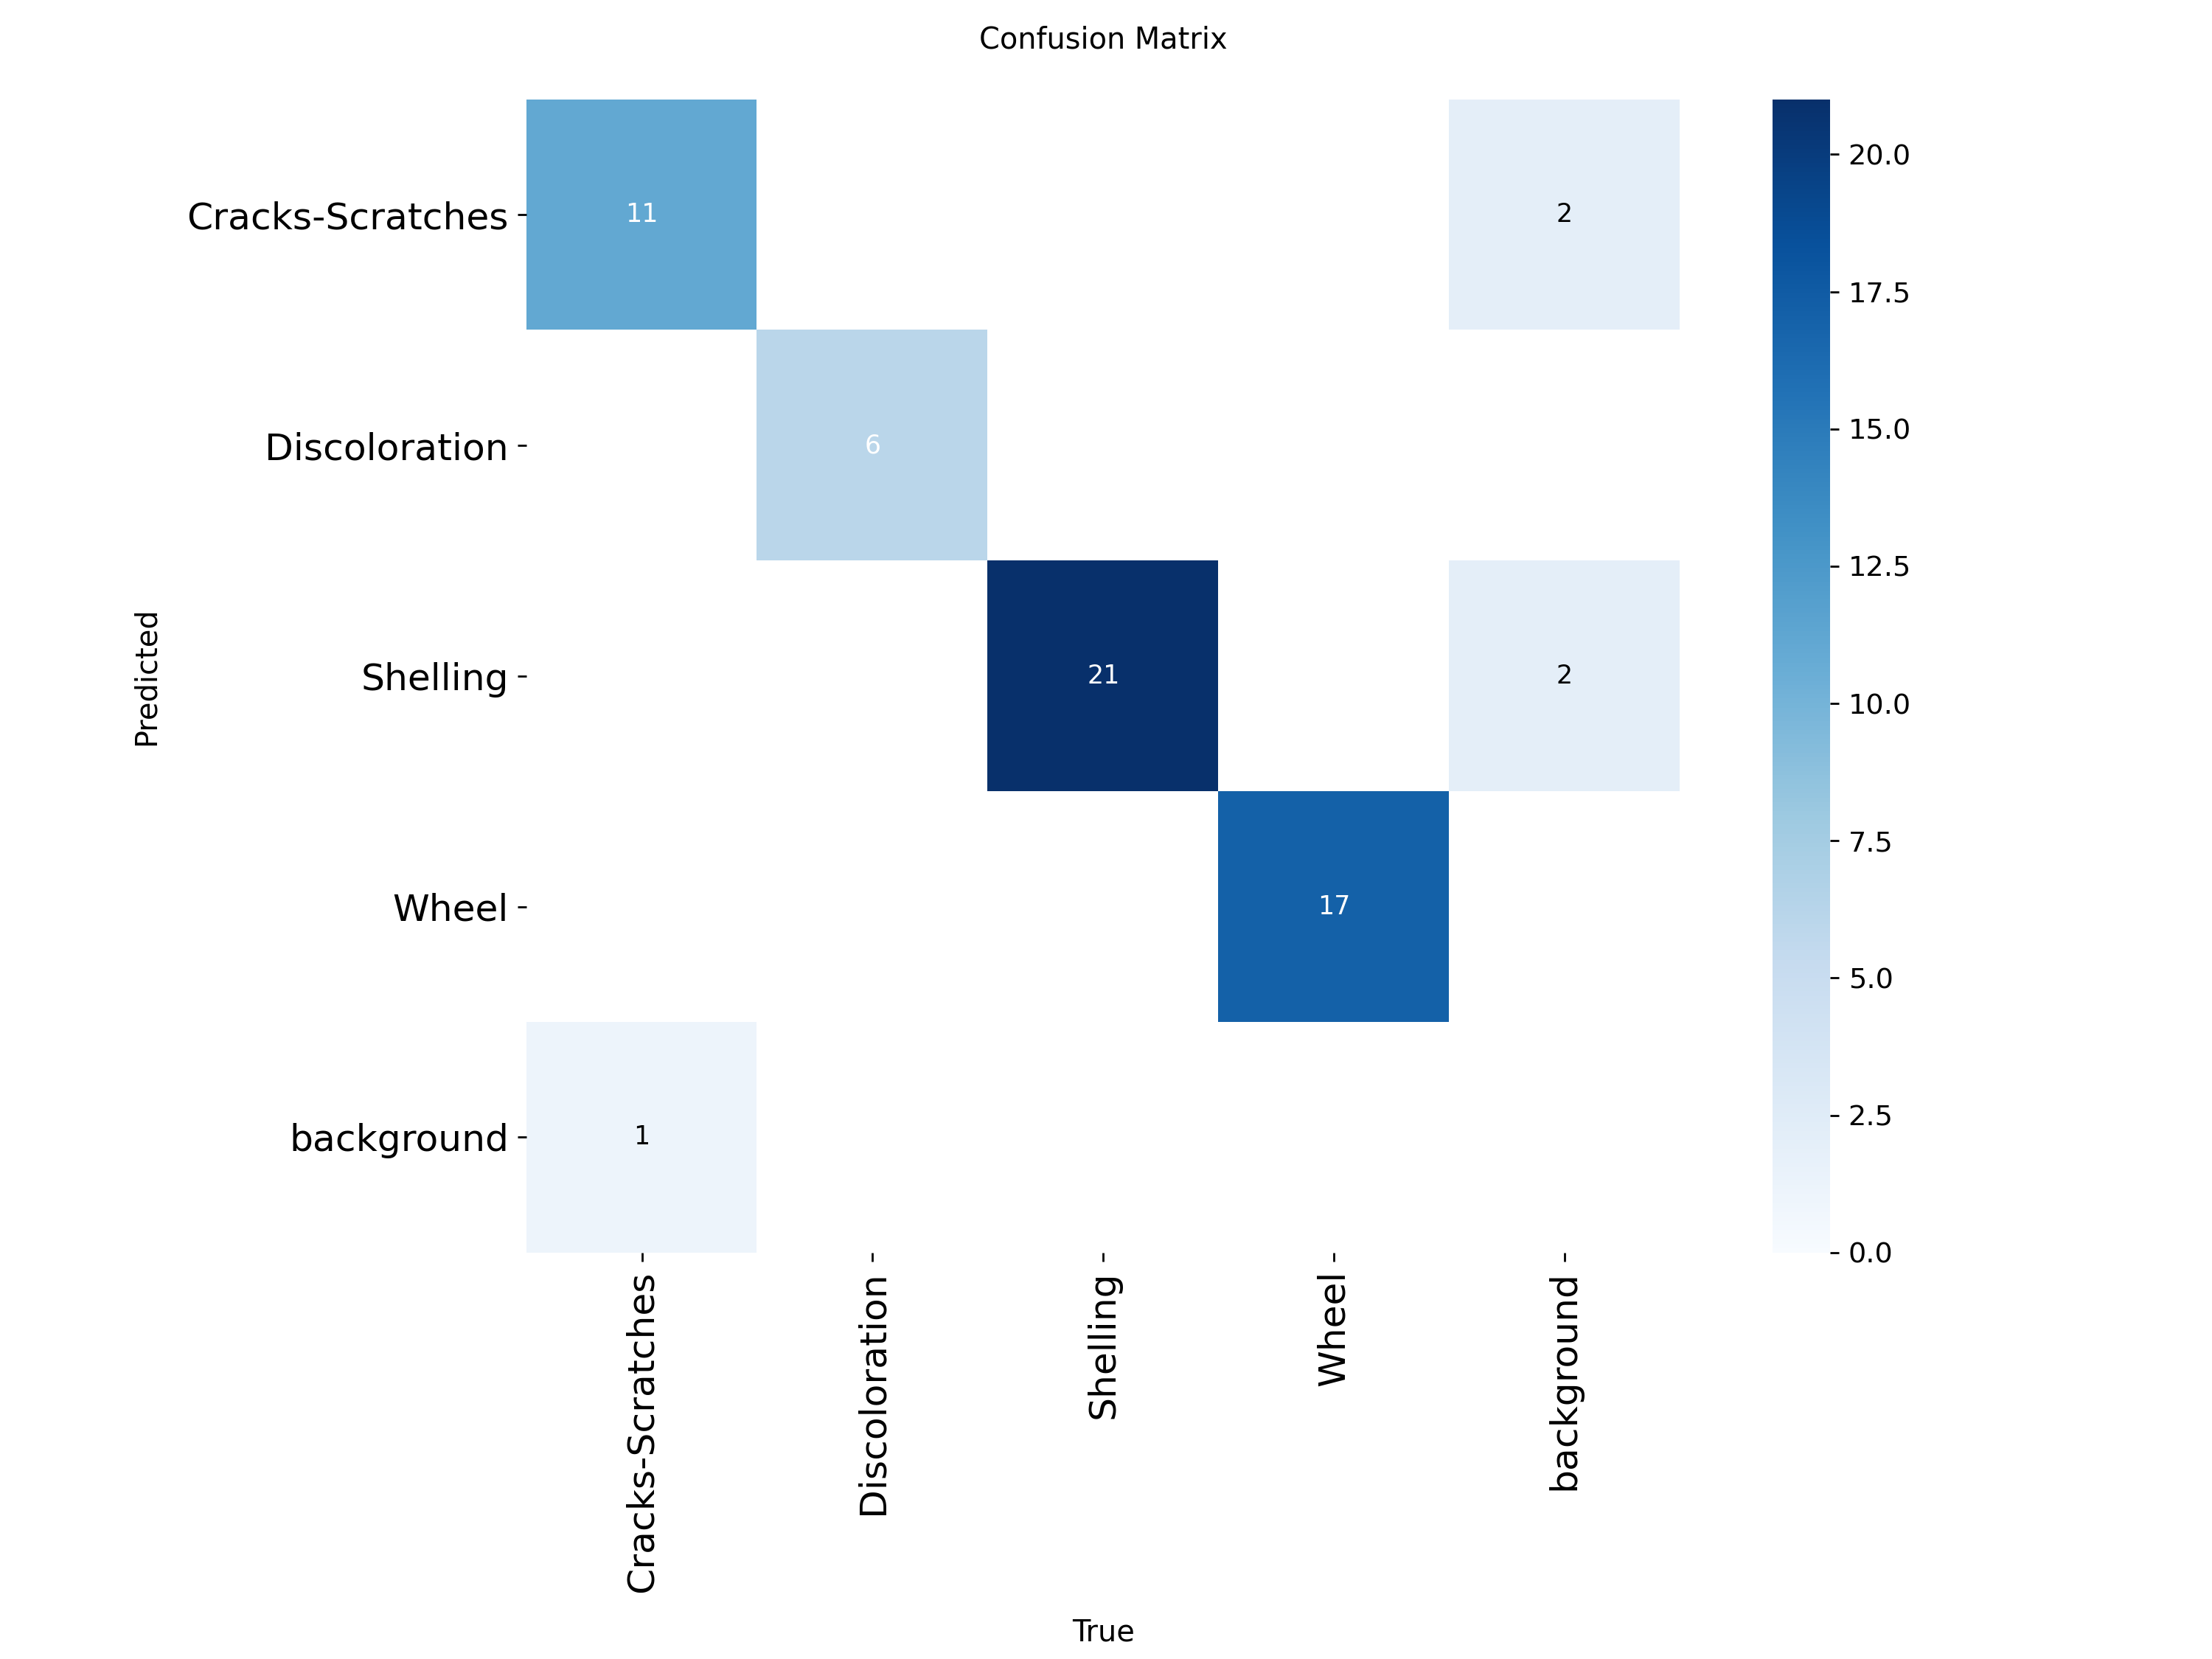 Confusion Matrix
Cracks-Scratches
11
2
Discoloration
6
Shelling
21
2
Wheel
17
background
1
Predicted
Cracks-Scratches
Discoloration
Shelling
Wheel
background
True
20.0
17.5
15.0
12.5
10.0
7.5
5.0
2.5
0.0